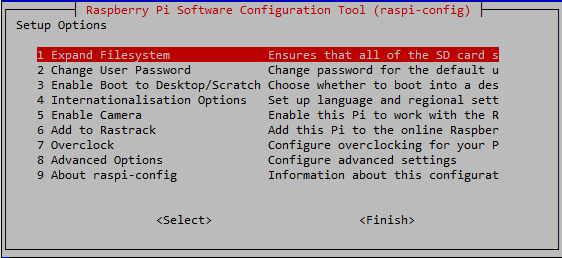 Raspberry Pi Software Configuration Tool (raspi-config)
Setup Options
1 Expand Filesystem Ensures that all of the SD card s
2 Change User Password Change password for the default u
3 Enable Boot to Desktop/Scratch Choose whether to boot into a des
4 Internationalisation Options Set up language and regional sett
5 Enable Camera Enable this Pi to work with the R
6 Add to Rastrack Add this Pi to the online Raspber
7 Overclock Configure overclocking for your P
8 Advanced Options Configure advanced settings
9 About raspi-config Information about this configurat
<Select> <Finish>